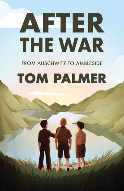 AFTER
THE WAR
FROM AUSCHWITZ TO AMBLESIDE
TOM PALMER